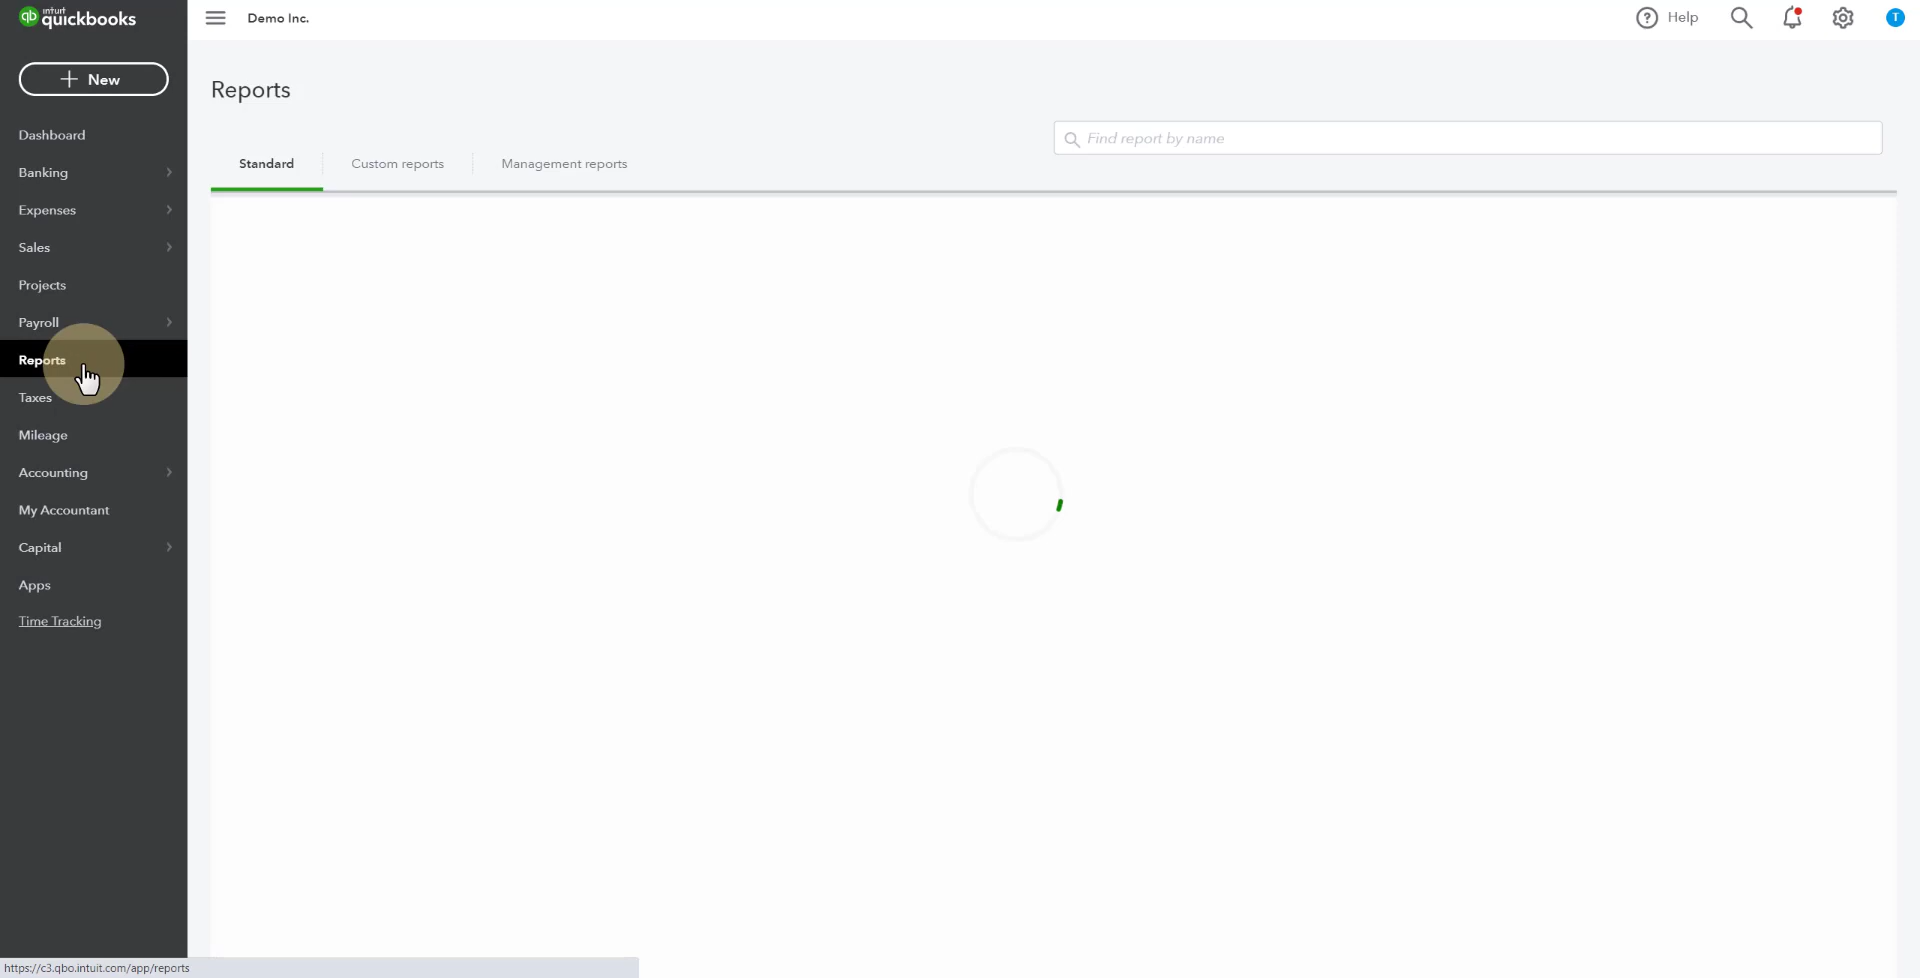 intuit
qb quickbooks
Demo Inc.
Help
T
New
Reports
Find report by name
Standard
Custom reports
Management reports
Dashboard
Banking
Expenses
Sales
Projects
Payroll
Reports
Taxes
Mileage
Accounting
My Accountant
Capital
Apps
Time Tracking
https://c3.qbo.intuit.com/app/reports